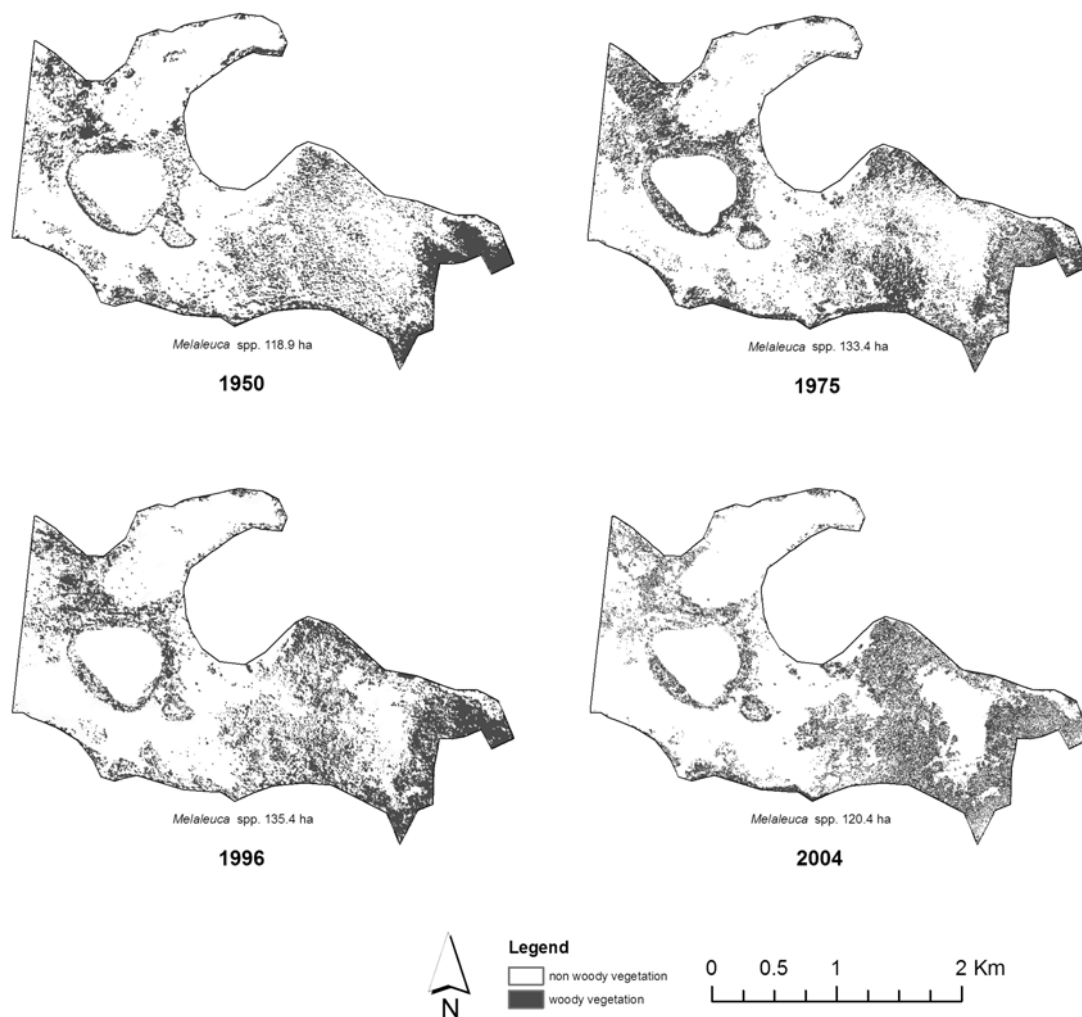 Melaleuca spp. 118.9 ha
1950
Melaleuca spp. 133.4 ha
1975
Melaleuca spp. 135.4 ha
1996
Melaleuca spp. 120.4 ha
2004
N
Legend
non woody vegetation
woody vegetation
0 0.5 1 2 Km